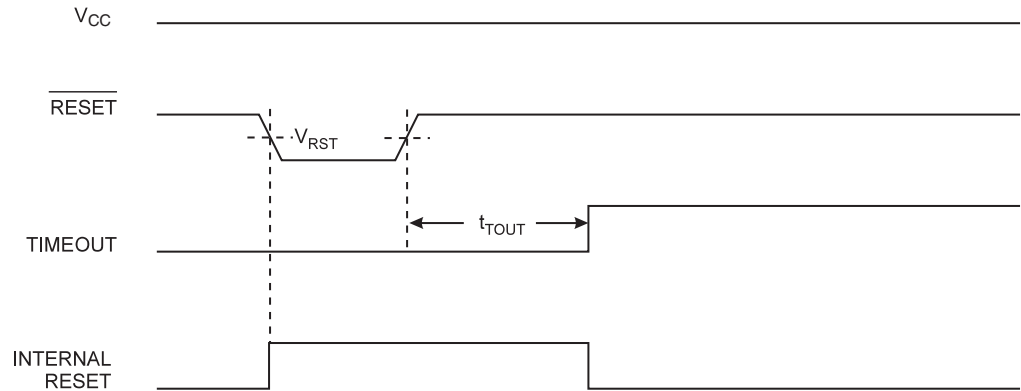 VCC
RESET
VRST
tTOUT
TIMEOUT
INTERNAL
RESET